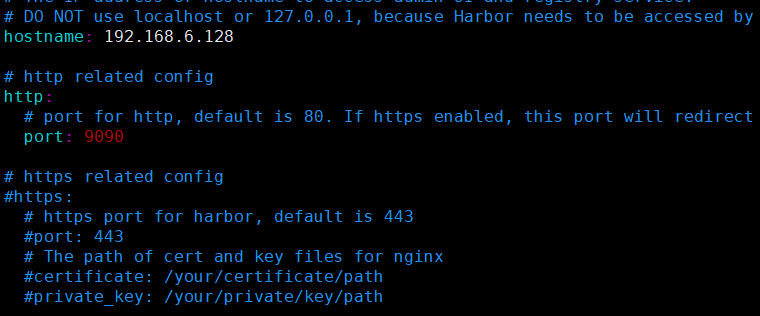 # The IP address or hostname to access admin UI and registry service.
# DO NOT use localhost or 127.0.0.1, because Harbor needs to be accessed by
hostname: 192.168.6.128
# http related config
http:
# port for http, default is 80. If https enabled, this port will redirect
port: 9090
# https related config
#https:
# https port for harbor, default is 443
#port: 443
# The path of cert and key files for nginx
#certificate: /your/certificate/path
#private_key: /your/private/key/path